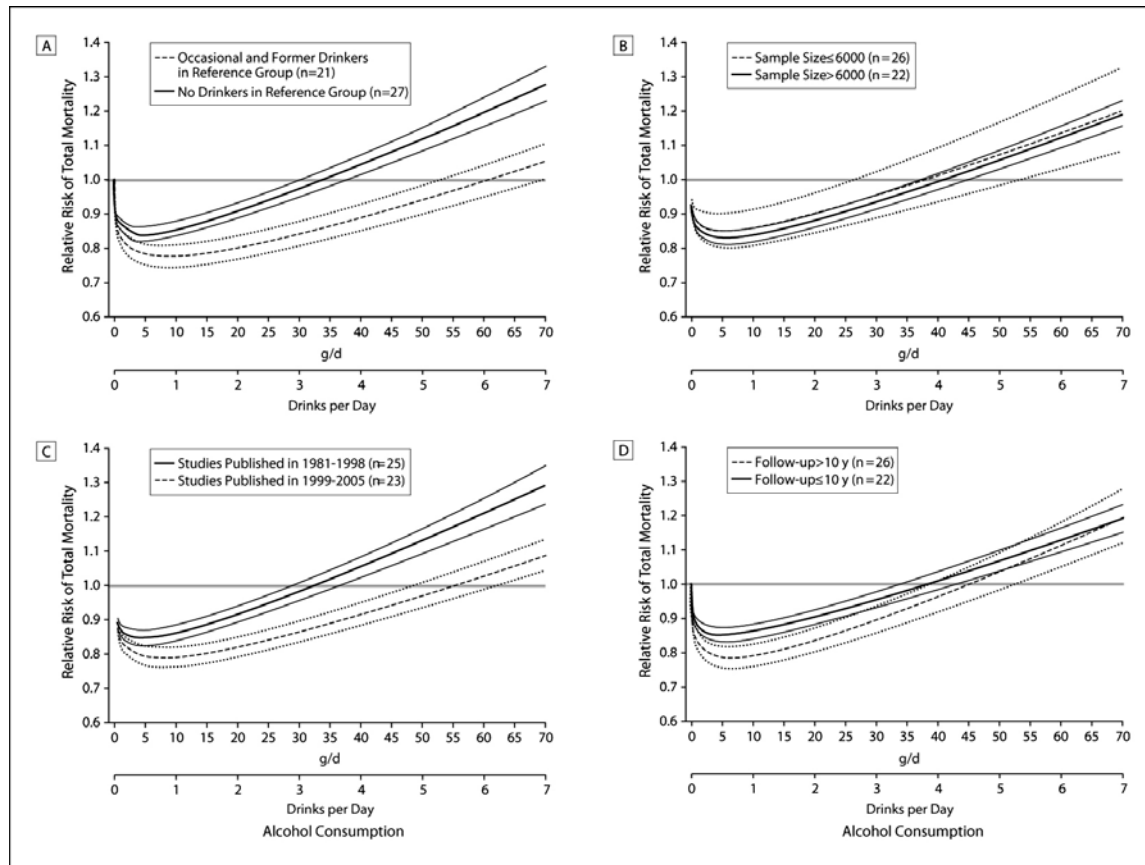 A
Occasional and Former Drinkers
in Reference Group (n=21)
No Drinkers in Reference Group (n=27)
Relative Risk of Total Mortality
1.4
1.3
1.2
1.1
1.0
0.9
0.8
0.7
0.6
0 5 10 15 20 25 30 35 40 45 50 55 60 65 70
g/d
0 1 2 3 4 5 6 7
Drinks per Day
B
Sample Size≤6000 (n=26)
Sample Size>6000 (n=22)
Relative Risk of Total Mortality
1.4
1.3
1.2
1.1
1.0
0.9
0.8
0.7
0.6
0 5 10 15 20 25 30 35 40 45 50 55 60 65 70
g/d
0 1 2 3 4 5 6 7
Drinks per Day
C
Studies Published in 1981-1998 (n=25)
Studies Published in 1999-2005 (n=23)
Relative Risk of Total Mortality
1.4
1.3
1.2
1.1
1.0
0.9
0.8
0.7
0.6
0 5 10 15 20 25 30 35 40 45 50 55 60 65 70
g/d
0 1 2 3 4 5 6 7
Drinks per Day
Alcohol Consumption
D
Follow-up>10 y (n=26)
Follow-up≤10 y (n=22)
Relative Risk of Total Mortality
1.4
1.3
1.2
1.1
1.0
0.9
0.8
0.7
0.6
0 5 10 15 20 25 30 35 40 45 50 55 60 65 70
g/d
0 1 2 3 4 5 6 7
Drinks per Day
Alcohol Consumption